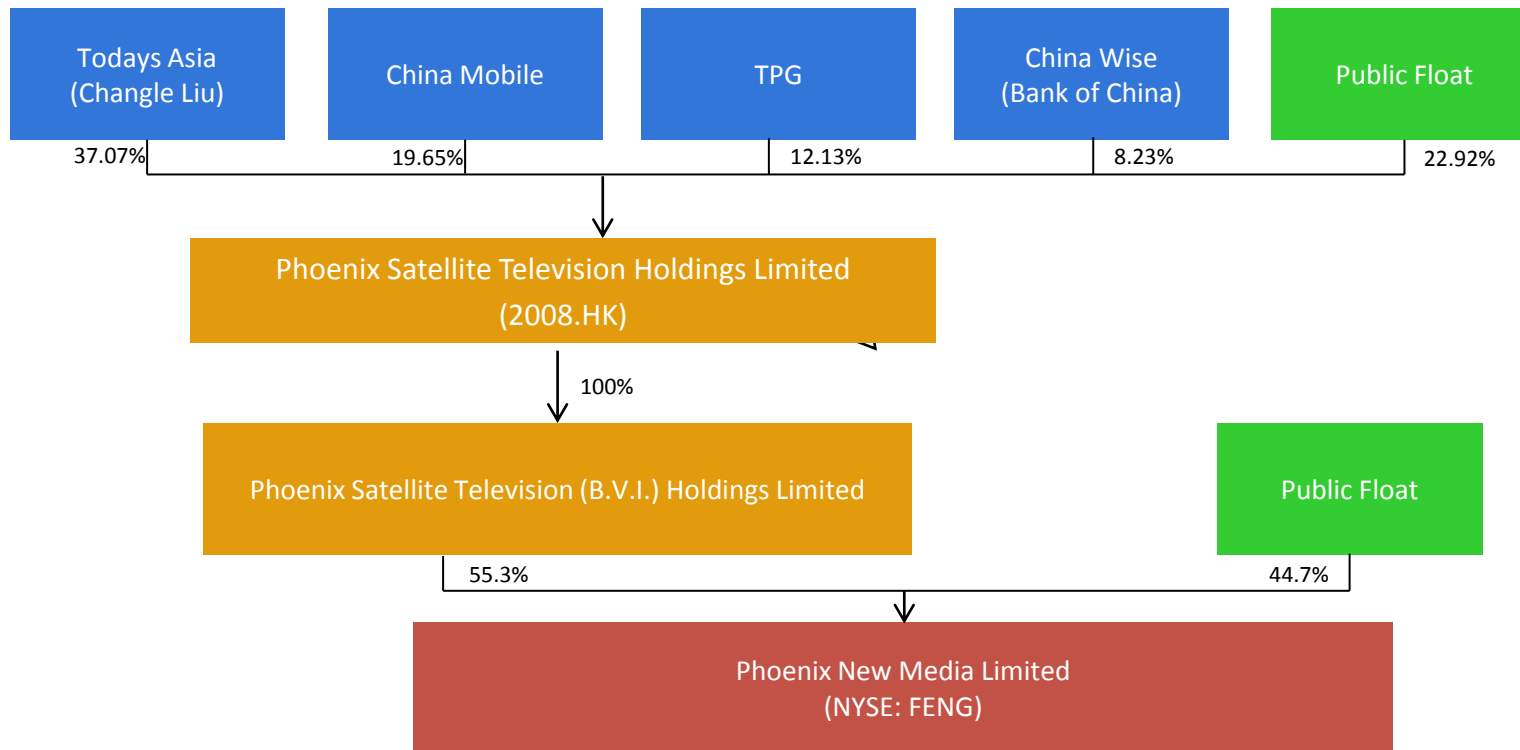 Todays Asia
(Changle Liu)
China Mobile
TPG
China Wise
(Bank of China)
Public Float
37.07%
19.65%
12.13%
8.23%
22.92%
Phoenix Satellite Television Holdings Limited
(2008.HK)
100%
Phoenix Satellite Television (B.V.I.) Holdings Limited
Public Float
55.3%
44.7%
Phoenix New Media Limited
(NYSE: FENG)